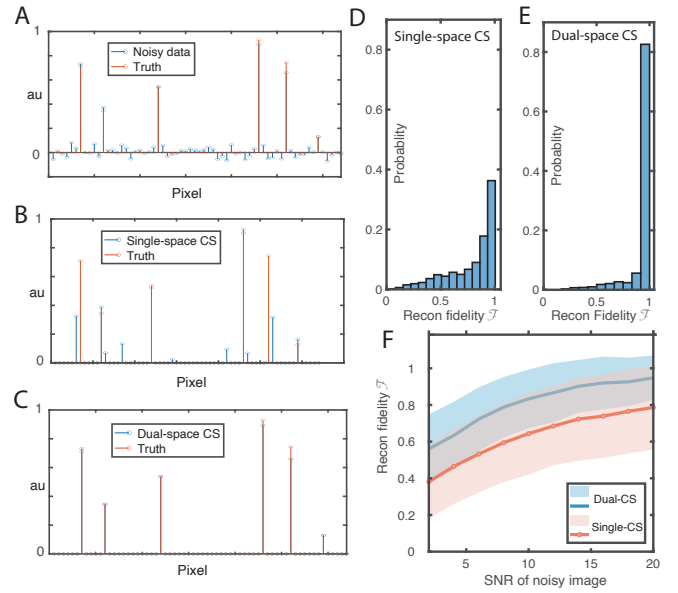 A
1
Noisy data
Truth
au
0
Pixel
B
1
Single-space CS
Truth
au
0
Pixel
C
1
Dual-space CS
Truth
au
0
Pixel
D
Single-space CS
0.8
0.6
0.4
0.2
0
Probablity
0.5
1
Recon fidelity ℱ
E
Dual-space CS
0.8
0.6
0.4
0.2
0
Probablity
0
0.5
1
Recon Fidelity ℱ
F
Recon fidelity ℱ
1
0.8
0.6
0.4
0.2
0
Dual-CS
Single-CS
5
10
15
20
SNR of noisy image